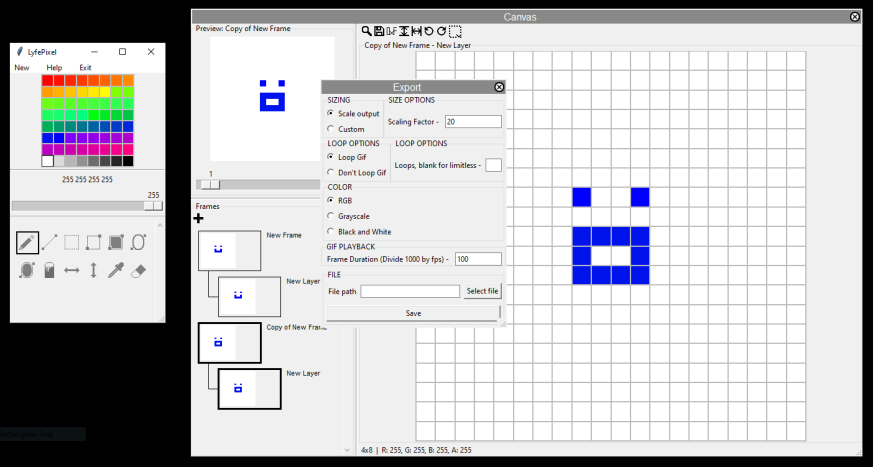 Canvas
LyfePixel
New Help Exit
255 255 255 255
255
Preview: Copy of New Frame
1
Frames
New Frame
New Layer
Copy of New Frame
New Layer
Copy of New Frame - New Layer
Export
SIZING
Scale output
Custom
SIZE OPTIONS
Scaling Factor - 20
LOOP OPTIONS
Loop Gif
Don't Loop Gif
LOOP OPTIONS
Loops, blank for limitless -
COLOR
RGB
Grayscale
Black and White
GIF PLAYBACK
Frame Duration (Divide 1000 by fps) - 100
FILE
File path Select file
Save
4x8 | R: 255, G: 255, B: 255, A: 255